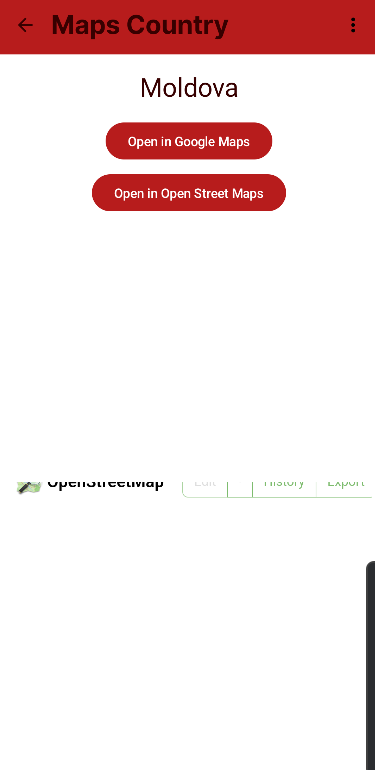 Maps Country
Moldova
Open in Google Maps
Open in Open Street Maps
OpenStreetMap Edit History Export